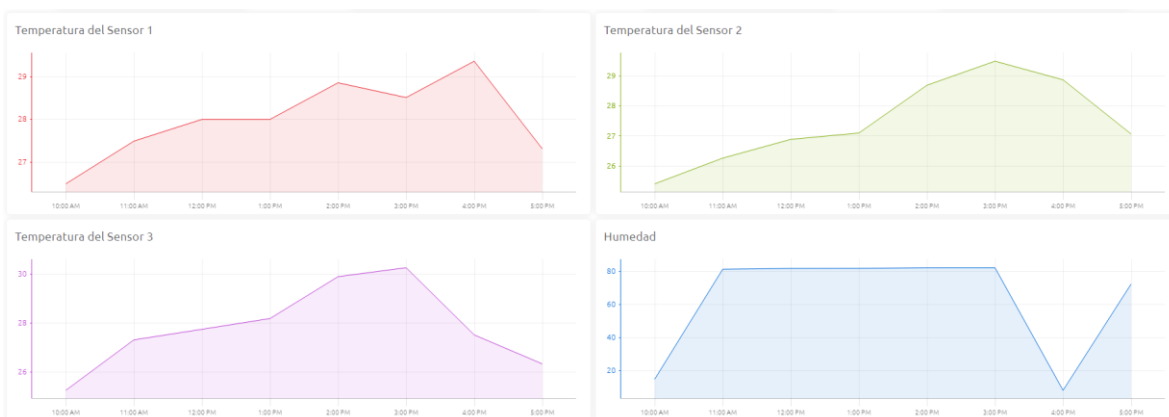 Temperatura del Sensor 1
29
28
27
10:00 AM 11:00 AM 12:00 PM 1:00 PM 2:00 PM 3:00 PM 4:00 PM 5:00 PM
Temperatura del Sensor 2
29
28
27
26
10:00 AM 11:00 AM 12:00 PM 1:00 PM 2:00 PM 3:00 PM 4:00 PM 5:00 PM
Temperatura del Sensor 3
30
28
26
10:00 AM 11:00 AM 12:00 PM 1:00 PM 2:00 PM 3:00 PM 4:00 PM 5:00 PM
Humedad
80
60
40
20
10:00 AM 11:00 AM 12:00 PM 1:00 PM 2:00 PM 3:00 PM 4:00 PM 5:00 PM